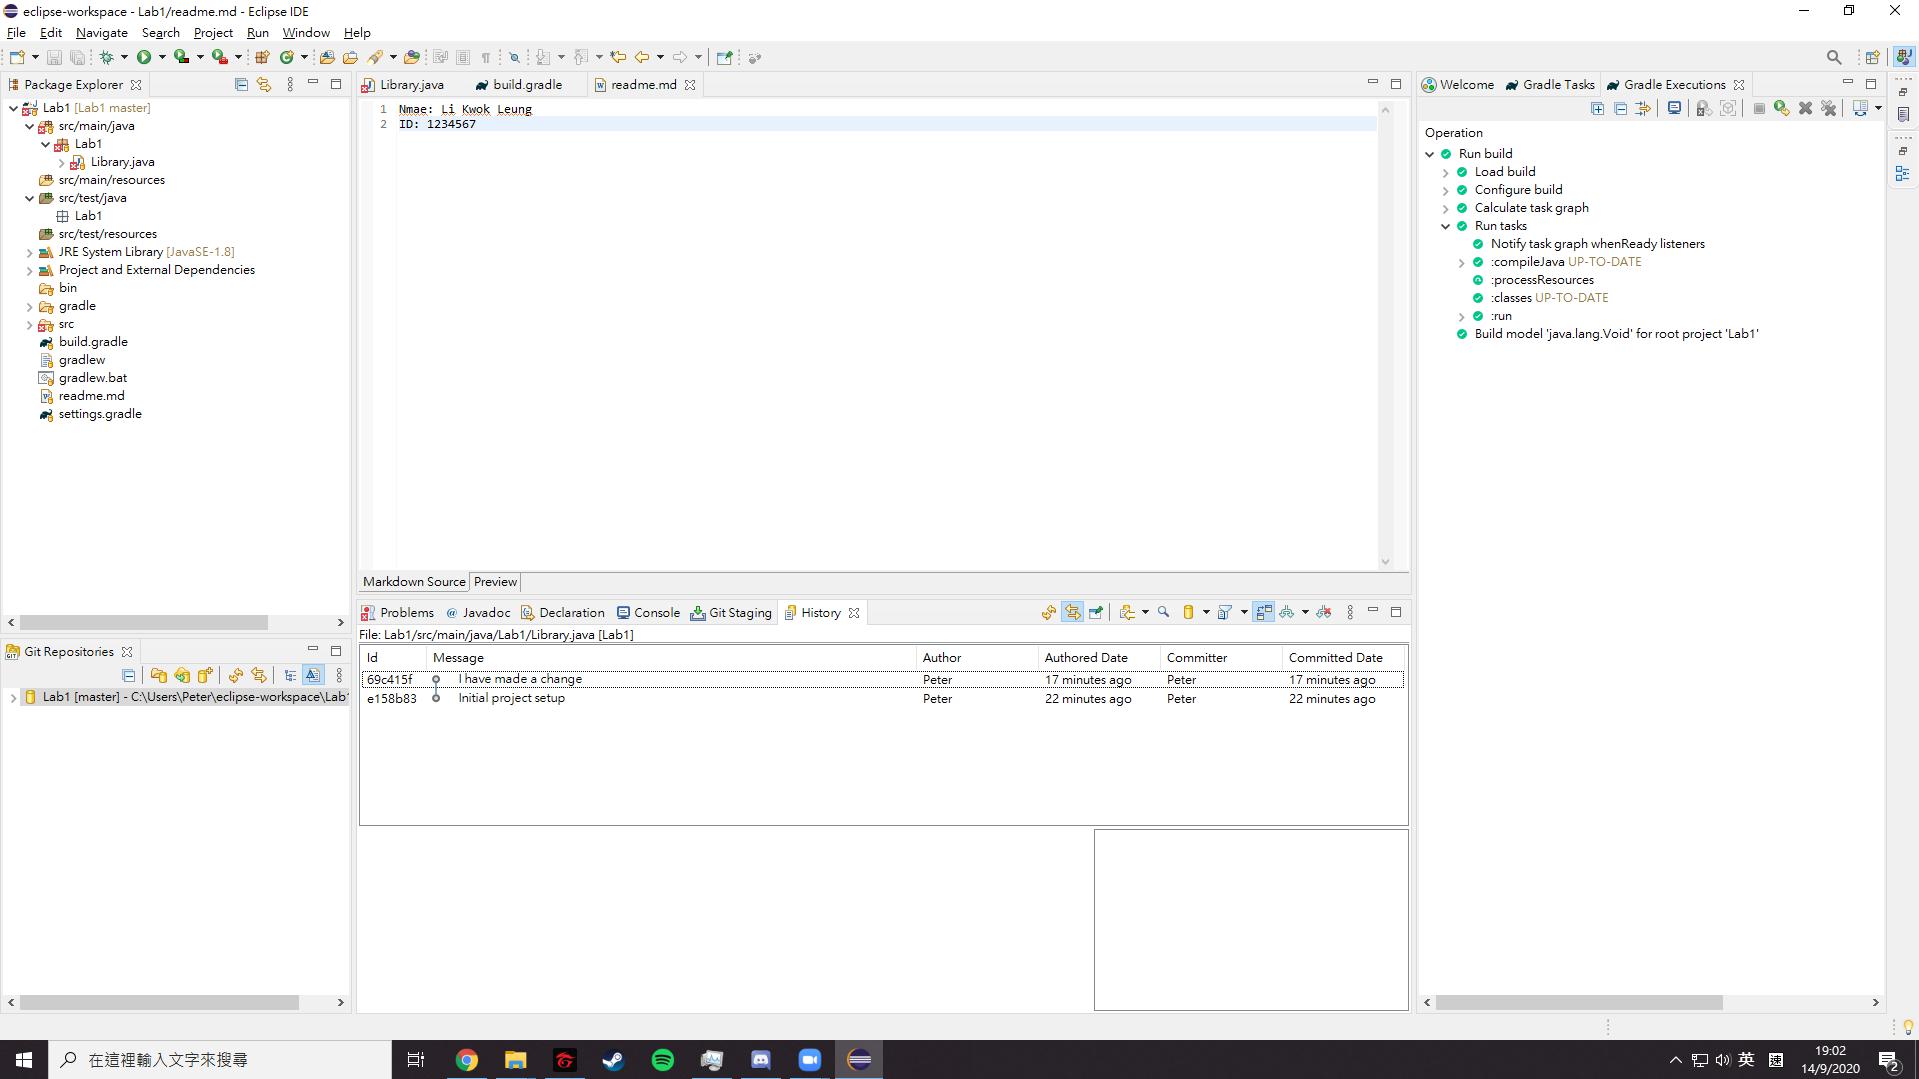 eclipse-workspace - Lab1/readme.md - Eclipse IDE
File Edit Navigate Search Project Run Window Help
Package Explorer
Lab1 [Lab1 master]
src/main/java
Lab1
Library.java
src/main/resources
src/test/java
Lab1
src/test/resources
JRE System Library [JavaSE-1.8]
Project and External Dependencies
bin
gradle
src
build.gradle
gradlew
gradlew.bat
readme.md
settings.gradle
Git Repositories
Lab1 [master] - C:\Users\Peter\eclipse-workspace\Lab1
Library.java build.gradle readme.md
1 Nmae: Li Kwok Leung
2 ID: 1234567
Markdown Source Preview
Problems Javadoc Declaration Console Git Staging History
File: Lab1/src/main/java/Lab1/Library.java [Lab1]
Id Message Author Authored Date Committer Committed Date
69c415f I have made a change Peter 17 minutes ago Peter 17 minutes ago
e158b83 Initial project setup Peter 22 minutes ago Peter 22 minutes ago
Welcome Gradle Tasks Gradle Executions
Operation
Run build
Load build
Configure build
Calculate task graph
Run tasks
Notify task graph whenReady listeners
:compileJava UP-TO-DATE
:processResources
:classes UP-TO-DATE
:run
Build model 'java.lang.Void' for root project 'Lab1'
在這裡輸入文字來搜尋
英
19:02
14/9/2020
2